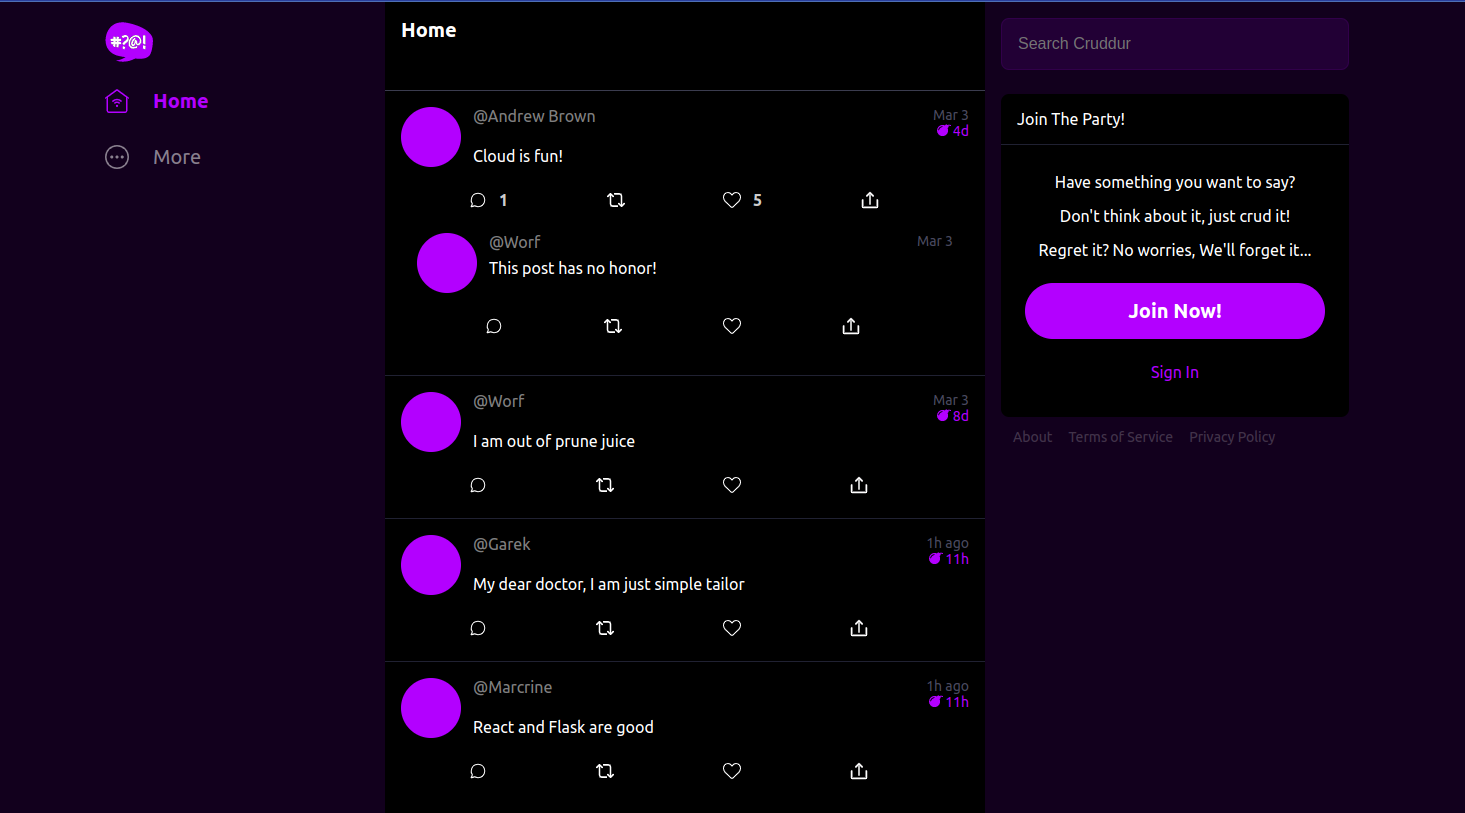 #?@!
Home
More
Home
@Andrew Brown
Mar 3
4d
Cloud is fun!
1
5
@Worf
Mar 3
This post has no honor!
@Worf
Mar 3
8d
I am out of prune juice
@Garek
1h ago
11h
My dear doctor, I am just simple tailor
@Marcrine
1h ago
11h
React and Flask are good
Search Cruddur
Join The Party!
Have something you want to say?
Don't think about it, just crud it!
Regret it? No worries, We'll forget it...
Join Now!
Sign In
About Terms of Service Privacy Policy